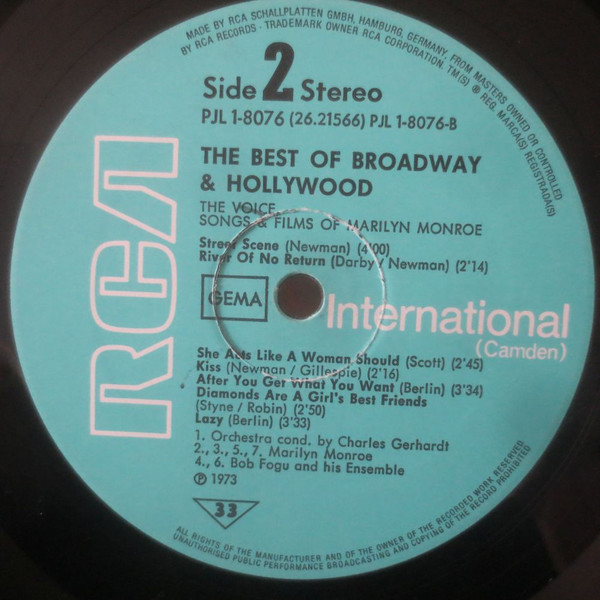 MADE BY RCA SCHALLPLATTEN GMBH, HAMBURG, GERMANY, FROM MASTERS OWNED OR CONTROLLED
BY RCA RECORDS - TRADEMARK OWNER RCA CORPORATION. TM(S) ® REG. MARCA(S) REGISTRADA(S)
Side 2 Stereo
PJL 1-8076 (26.21566) PJL 1-8076-B
THE BEST OF BROADWAY
& HOLLYWOOD
THE VOICE,
SONGS & FILMS OF MARILYN MONROE
Street Scene (Newman) (4'00)
River Of No Return (Darby / Newman) (2'14)
RCA
GEMA
International
(Camden)
She Acts Like A Woman Should (Scott) (2'45)
Kiss (Newman / Gillespie) (2'16)
After You Get What You Want (Berlin) (3'34)
Diamonds Are A Girl's Best Friends
(Styne / Robin) (2'50)
Lazy (Berlin) (3'33)
1. Orchestra cond. by Charles Gerhardt
2., 3., 5., 7. Marilyn Monroe
4., 6. Bob Fogu and his Ensemble
℗ 1973
33
ALL RIGHTS OF THE MANUFACTURER AND OF THE OWNER OF THE RECORDED WORK RESERVED
UNAUTHORISED PUBLIC PERFORMANCE BROADCASTING AND COPYING OF THE RECORD PROHIBITED